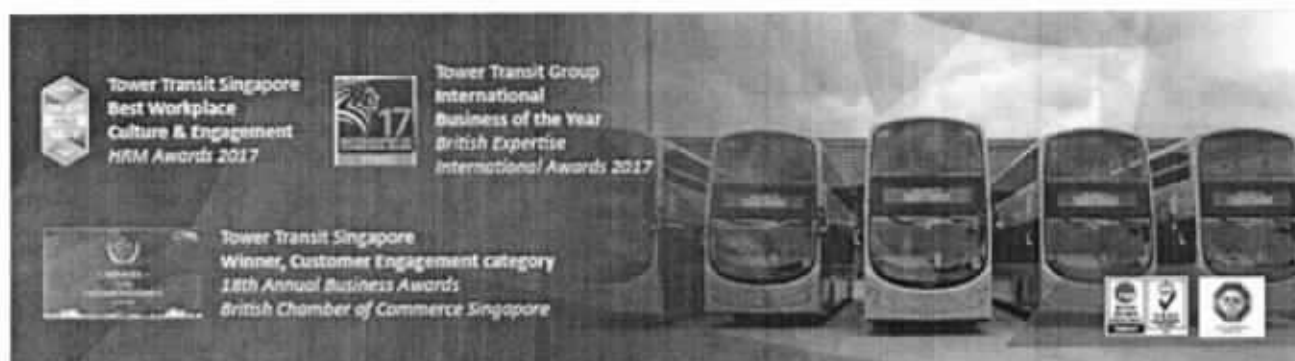 Tower Transit Singapore
Best Workplace
Culture & Engagement
HRM Awards 2017
17
Tower Transit Group
International
Business of the Year
British Expertise
International Awards 2017
Tower Transit Singapore
Winner, Customer Engagement category
18th Annual Business Awards
British Chamber of Commerce Singapore